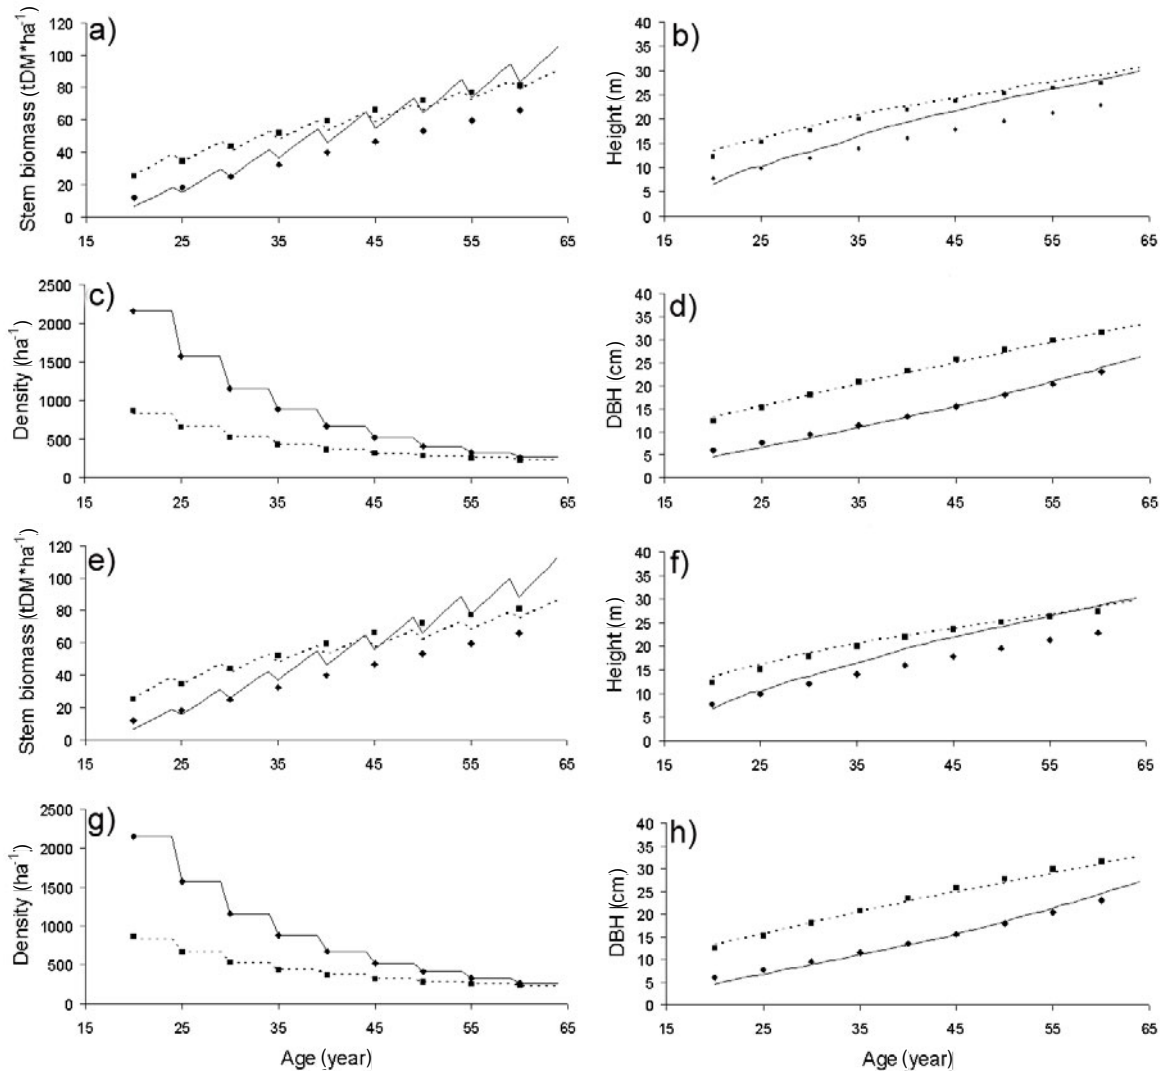 a)
Stem biomass (tDM*ha⁻¹)
120
100
80
60
40
20
0
15 25 35 45 55 65
b)
Height (m)
40
35
30
25
20
15
10
5
0
15 25 35 45 55 65
c)
Density (ha⁻¹)
2500
2000
1500
1000
500
0
15 25 35 45 55 65
d)
DBH (cm)
40
35
30
25
20
15
10
5
0
15 25 35 45 55 65
e)
Stem biomass (tDM*ha⁻¹)
120
100
80
60
40
20
0
15 25 35 45 55 65
f)
Height (m)
40
35
30
25
20
15
10
5
0
15 25 35 45 55 65
g)
Density (ha⁻¹)
2500
2000
1500
1000
500
0
15 25 35 45 55 65
Age (year)
h)
DBH (cm)
40
35
30
25
20
15
10
5
0
15 25 35 45 55 65
Age (year)